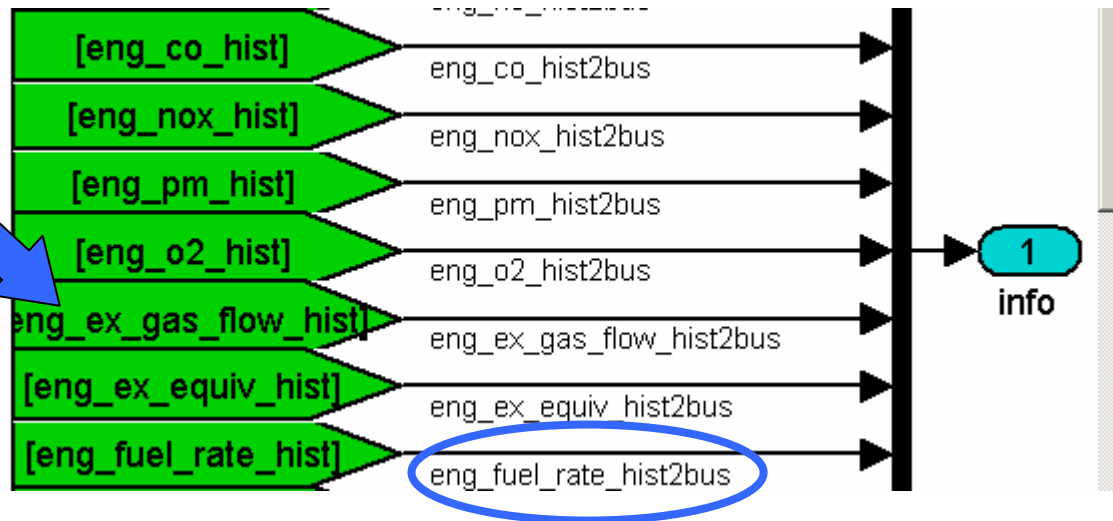 [eng_co_hist]
eng_co_hist2bus
[eng_nox_hist]
eng_nox_hist2bus
[eng_pm_hist]
eng_pm_hist2bus
[eng_o2_hist]
eng_o2_hist2bus
eng_ex_gas_flow_hist]
eng_ex_gas_flow_hist2bus
[eng_ex_equiv_hist]
eng_ex_equiv_hist2bus
[eng_fuel_rate_hist]
eng_fuel_rate_hist2bus
1
info